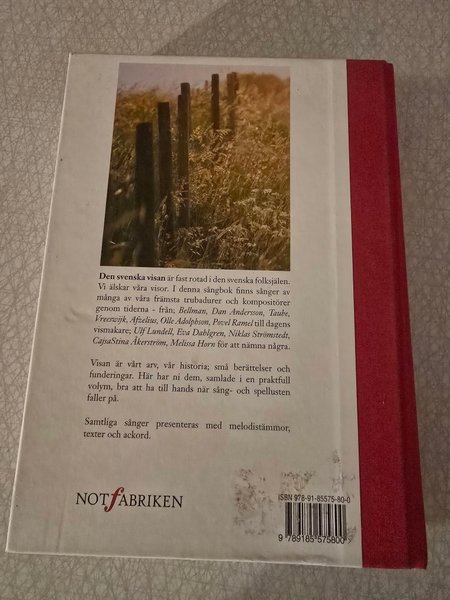 Den svenska visan är fast rotad i den svenska folksjälen.
Vi älskar våra visor. I denna sångbok finns sånger av
många av våra främsta trubadurer och kompositörer
genom tiderna - från; Bellman, Dan Andersson, Taube,
Vreeswijk, Afzelius, Olle Adolphson, Povel Ramel till dagens
vismakare; Ulf Lundell, Eva Dahlgren, Niklas Strömstedt,
CajsaStina Åkerström, Melissa Horn för att nämna några.
Visan är vårt arv, vår historia; små berättelser och
funderingar. Här har ni dem, samlade i en praktfull
volym, bra att ha till hands när sång- och spellusten
faller på.
Samtliga sånger presenteras med melodistämmor,
texter och ackord.
NOTfABRIKEN
ISBN 978-91-85575-80-0
9 789185 575800